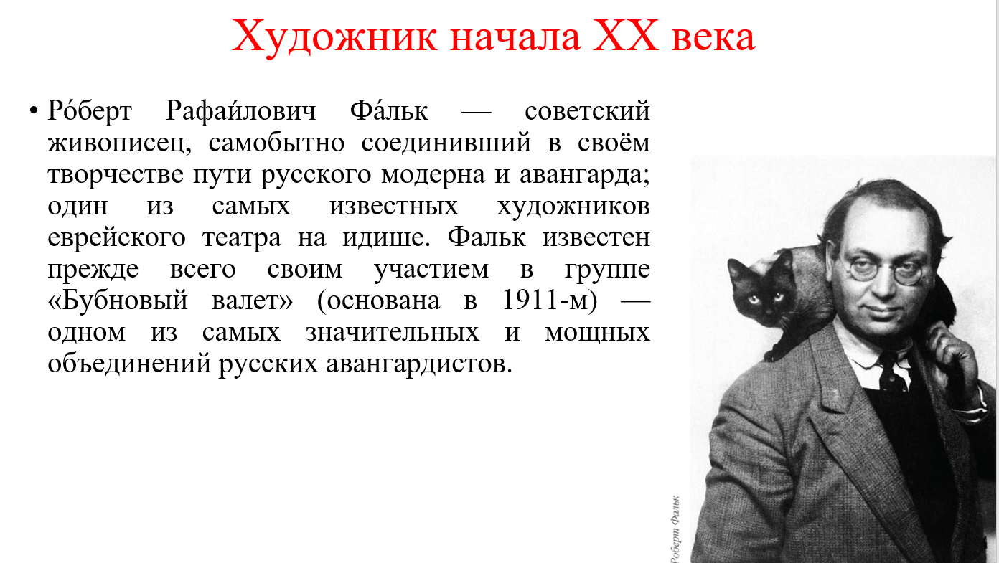 Художник начала XX века
• Ро́берт Рафаи́лович Фа́льк — советский
живописец, самобытно соединивший в своём
творчестве пути русского модерна и авангарда;
один из самых известных художников
еврейского театра на идише. Фальк известен
прежде всего своим участием в группе
«Бубновый валет» (основана в 1911-м) —
одном из самых значительных и мощных
объединений русских авангардистов.
Роберт Фальк